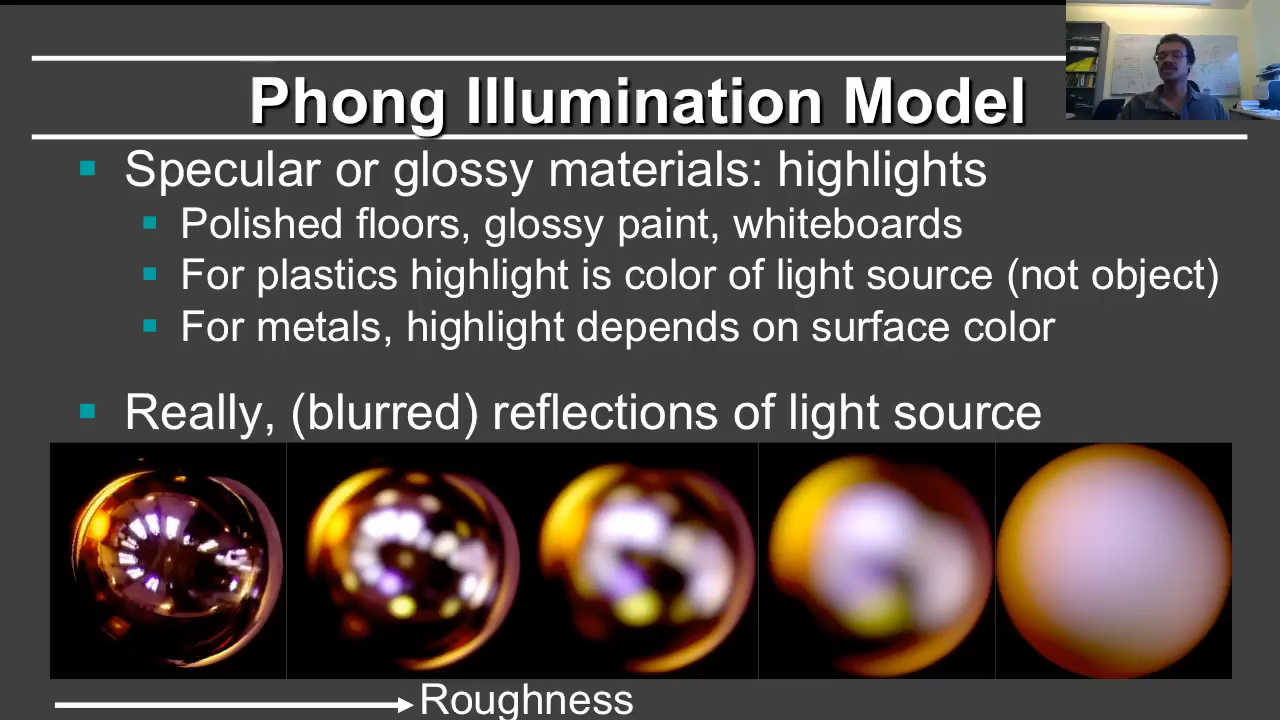 Phong Illumination Model
Specular or glossy materials: highlights
Polished floors, glossy paint, whiteboards
For plastics highlight is color of light source (not object)
For metals, highlight depends on surface color
Really, (blurred) reflections of light source
Roughness